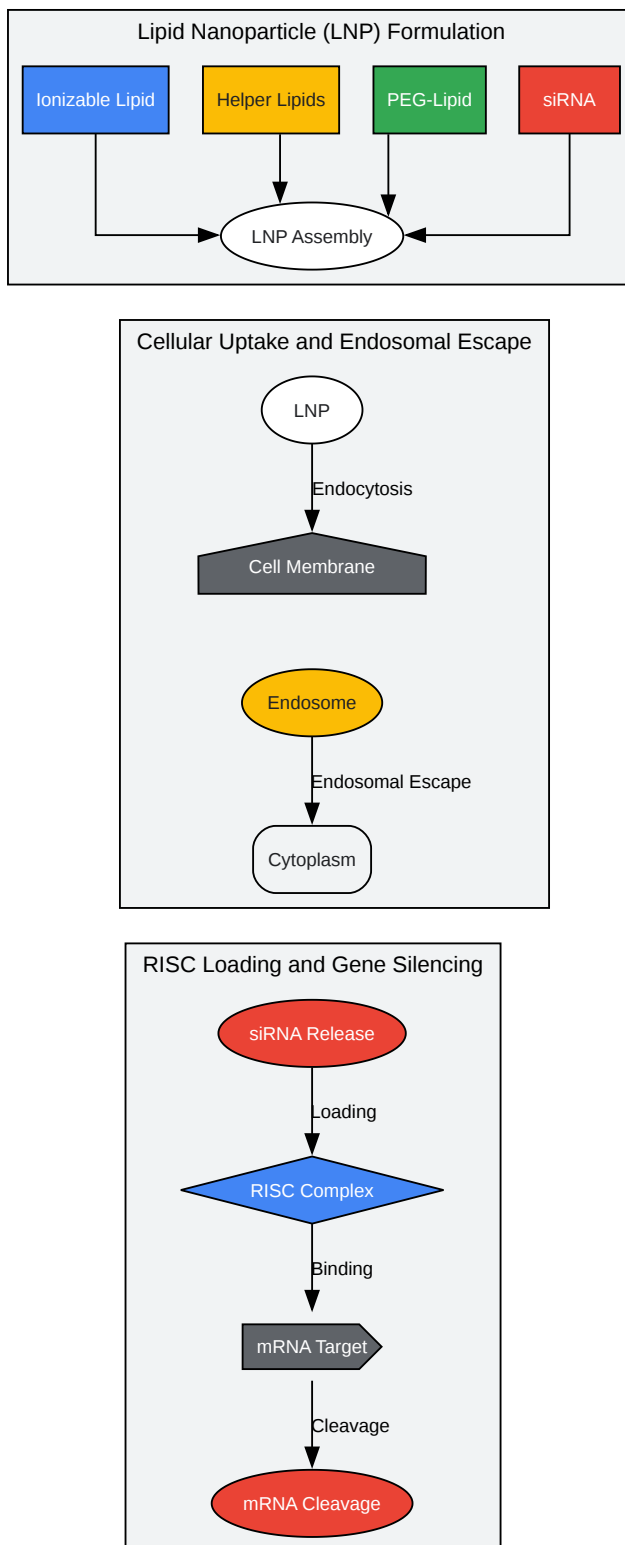 Lipid Nanoparticle (LNP) Formulation
Ionizable Lipid
Helper Lipids
PEG-Lipid
siRNA
LNP Assembly
Cellular Uptake and Endosomal Escape
LNP
Endocytosis
Cell Membrane
Endosome
Endosomal Escape
Cytoplasm
RISC Loading and Gene Silencing
siRNA Release
Loading
RISC Complex
Binding
mRNA Target
Cleavage
mRNA Cleavage